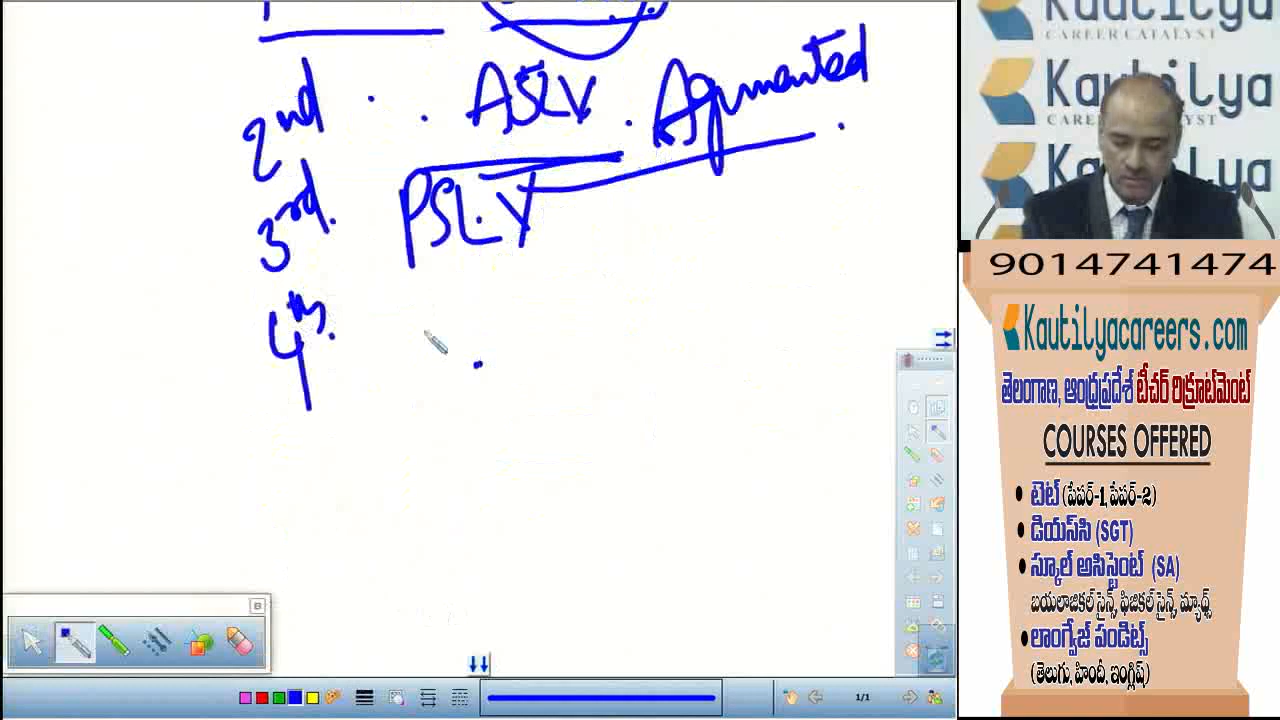 2nd . . ASLV . Agumented .
3rd. PSLV
4th. .
B
1/1
Kautilya
CAREER CATALYST
Kautilya
CAREER CATALYST
Kautilya
9014741474
Kautilyacareers.com
తెలంగాణ, ఆంధ్రప్రదేశ్ టీచర్ రిక్రూట్‌మెంట్
COURSES OFFERED
• టెట్ (పేపర్-1, పేపర్-2)
• డియస్‌సి (SGT)
• స్కూల్ అసిస్టెంట్ (SA)
బయలాజికల్ సైన్స్, ఫిజికల్ సైన్స్, మ్యాథ్స్
• లాంగ్వేజ్ పండిట్స్
(తెలుగు, హిందీ, ఇంగ్లిష్)